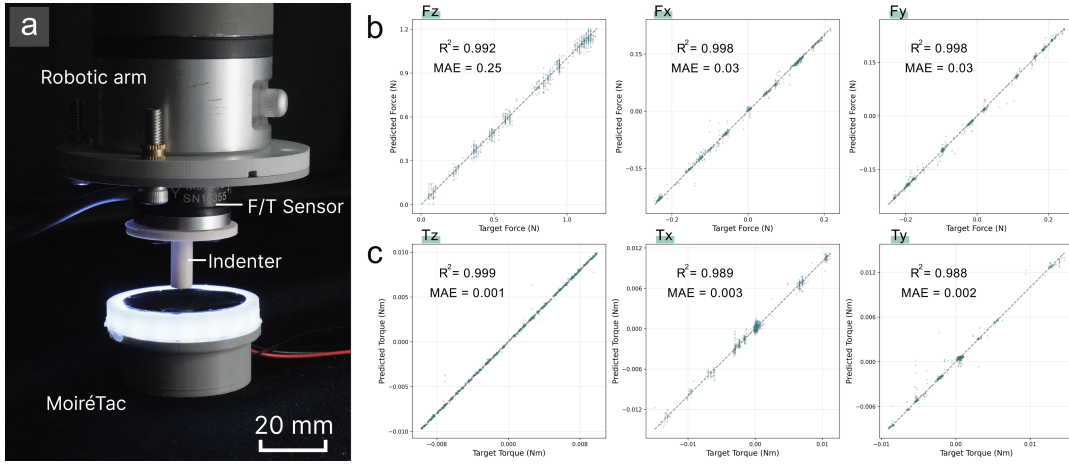 a
Robotic arm
SN16355
F/T Sensor
Indenter
MoiréTac
20 mm
b
Fz
R²= 0.992
MAE = 0.25
1.2
0.9
0.6
0.3
0.0
0.0
0.5
1.0
Predicted Force (N)
Target Force (N)
Fx
R²= 0.998
MAE = 0.03
0.15
0.00
−0.15
−0.2
0.0
0.2
Predicted Force (N)
Target Force (N)
Fy
R²= 0.998
MAE = 0.03
0.15
0.00
−0.15
−0.2
0.0
0.2
Predicted Force (N)
Target Force (N)
c
Tz
R²= 0.999
MAE = 0.001
0.010
0.005
0.000
−0.005
−0.010
−0.008
0.000
0.008
Predicted Torque (Nm)
Target Torque (Nm)
Tx
R²= 0.989
MAE = 0.003
0.012
0.006
0.000
−0.006
−0.012
−0.01
0.00
0.01
Predicted Torque (Nm)
Target Torque (Nm)
Ty
R²= 0.988
MAE = 0.002
0.012
0.006
0.000
−0.006
−0.01
0.00
0.01
Predicted Torque (Nm)
Target Torque (Nm)